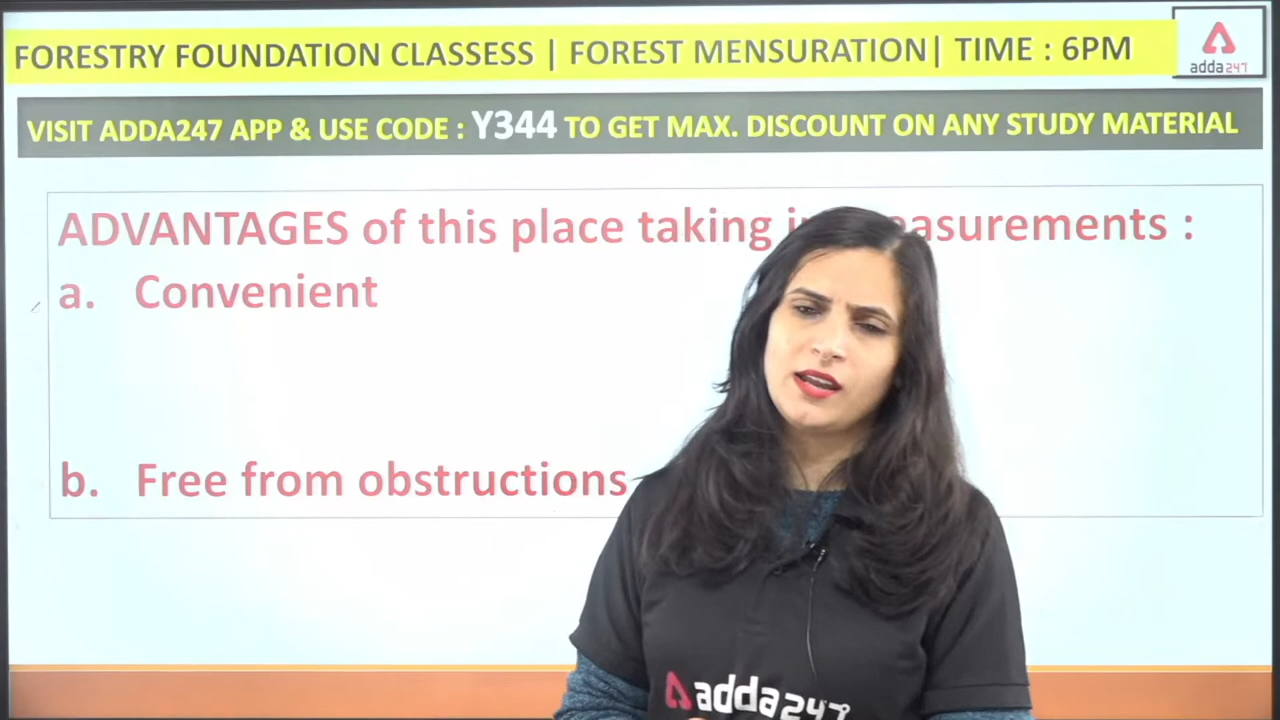 FORESTRY FOUNDATION CLASSESS | FOREST MENSURATION| TIME : 6PM
adda247
VISIT ADDA247 APP & USE CODE : Y344 TO GET MAX. DISCOUNT ON ANY STUDY MATERIAL
ADVANTAGES of this place taking :
a. Convenient
b. Free from obstructions
adda247